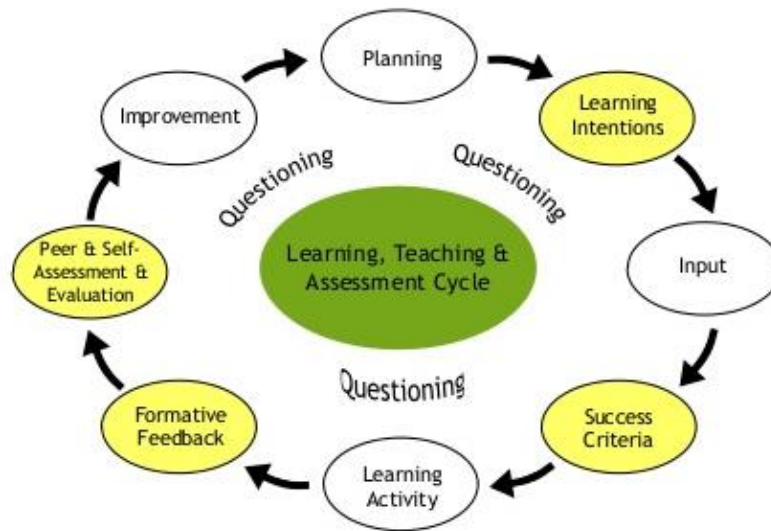 Planning
Learning
Intentions
Input
Success
Criteria
Learning
Activity
Formative
Feedback
Peer & Self-
Assessment &
Evaluation
Improvement
Questioning
Questioning
Learning, Teaching &
Assessment Cycle
Questioning